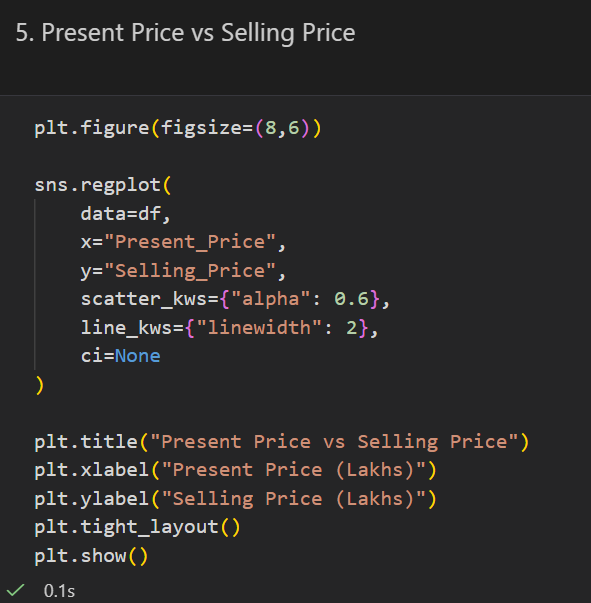 5. Present Price vs Selling Price
plt.figure(figsize=(8,6))
sns.regplot(
    data=df,
    x="Present_Price",
    y="Selling_Price",
    scatter_kws={"alpha": 0.6},
    line_kws={"linewidth": 2},
    ci=None
)
plt.title("Present Price vs Selling Price")
plt.xlabel("Present Price (Lakhs)")
plt.ylabel("Selling Price (Lakhs)")
plt.tight_layout()
plt.show()
0.1s